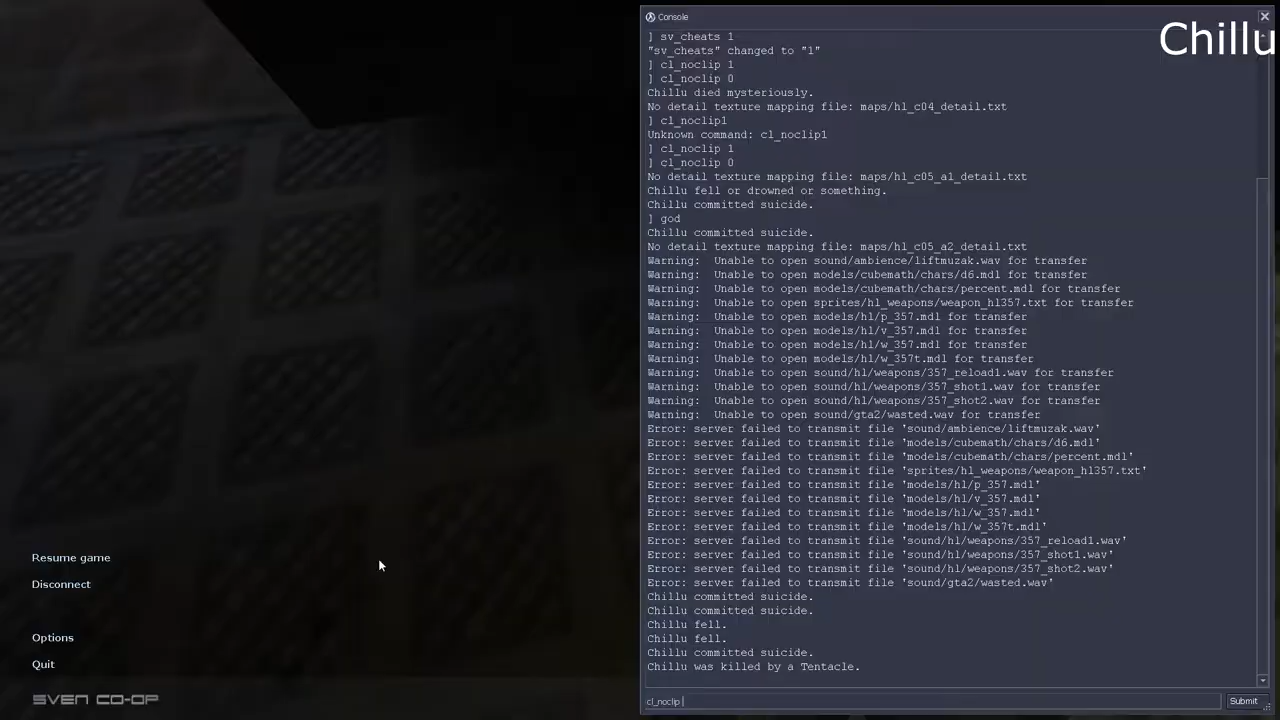 Console
Chillu
] sv_cheats 1
"sv_cheats" changed to "1"
] cl_noclip 1
] cl_noclip 0
Chillu died mysteriously.
No detail texture mapping file: maps/hl_c04_detail.txt
] cl_noclip1
Unknown command: cl_noclip1
] cl_noclip 1
] cl_noclip 0
No detail texture mapping file: maps/hl_c05_a1_detail.txt
Chillu fell or drowned or something.
Chillu committed suicide.
] god
Chillu committed suicide.
No detail texture mapping file: maps/hl_c05_a2_detail.txt
Warning:  Unable to open sound/ambience/liftmuzak.wav for transfer
Warning:  Unable to open models/cubemath/chars/d6.mdl for transfer
Warning:  Unable to open models/cubemath/chars/percent.mdl for transfer
Warning:  Unable to open sprites/hl_weapons/weapon_hl357.txt for transfer
Warning:  Unable to open models/hl/p_357.mdl for transfer
Warning:  Unable to open models/hl/v_357.mdl for transfer
Warning:  Unable to open models/hl/w_357.mdl for transfer
Warning:  Unable to open models/hl/w_357t.mdl for transfer
Warning:  Unable to open sound/hl/weapons/357_reload1.wav for transfer
Warning:  Unable to open sound/hl/weapons/357_shot1.wav for transfer
Warning:  Unable to open sound/hl/weapons/357_shot2.wav for transfer
Warning:  Unable to open sound/gta2/wasted.wav for transfer
Error: server failed to transmit file 'sound/ambience/liftmuzak.wav'
Error: server failed to transmit file 'models/cubemath/chars/d6.mdl'
Error: server failed to transmit file 'models/cubemath/chars/percent.mdl'
Error: server failed to transmit file 'sprites/hl_weapons/weapon_hl357.txt'
Error: server failed to transmit file 'models/hl/p_357.mdl'
Error: server failed to transmit file 'models/hl/v_357.mdl'
Error: server failed to transmit file 'models/hl/w_357.mdl'
Error: server failed to transmit file 'models/hl/w_357t.mdl'
Error: server failed to transmit file 'sound/hl/weapons/357_reload1.wav'
Error: server failed to transmit file 'sound/hl/weapons/357_shot1.wav'
Error: server failed to transmit file 'sound/hl/weapons/357_shot2.wav'
Error: server failed to transmit file 'sound/gta2/wasted.wav'
Chillu committed suicide.
Chillu committed suicide.
Chillu fell.
Chillu fell.
Chillu committed suicide.
Chillu was killed by a Tentacle.
cl_noclip
Submit
Resume game
Disconnect
Options
Quit
SVEN CO-OP